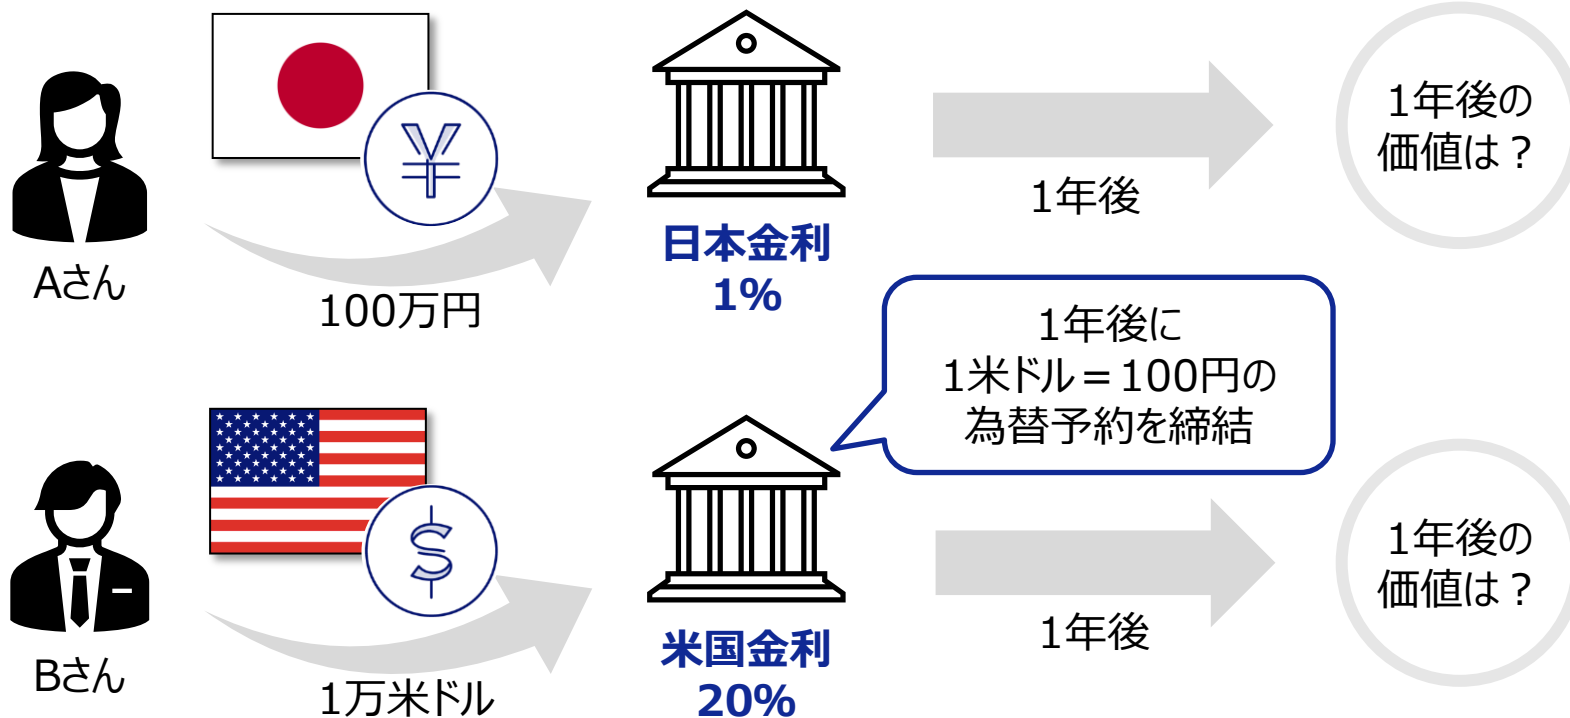 Aさん
¥
100万円
日本金利
1%
1年後
1年後の
価値は？
1年後に
1米ドル＝100円の
為替予約を締結
Bさん
$
1万米ドル
米国金利
20%
1年後
1年後の
価値は？